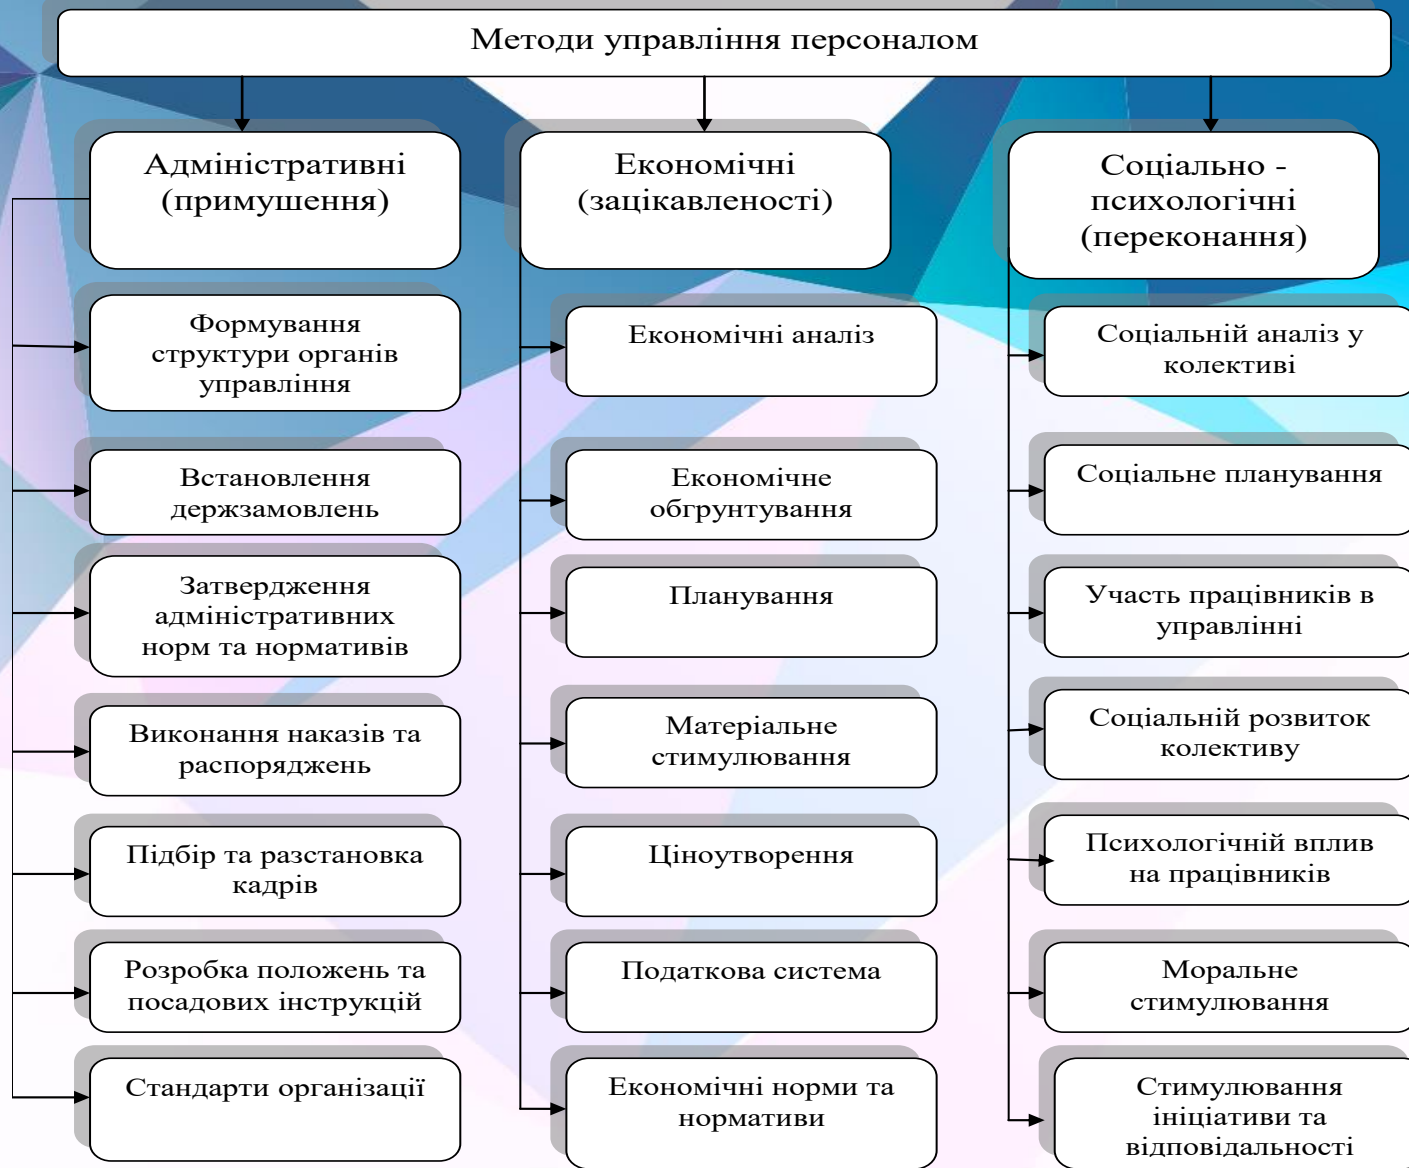 Методи управління персоналом
Адміністративні
(примушення)
Формування
структури органів
управління
Встановлення
держзамовлень
Затвердження
адміністративних
норм та нормативів
Виконання наказів та
распоряджень
Підбір та разстановка
кадрів
Розробка положень та
посадових інструкцій
Стандарти організації
Економічні
(зацікавленості)
Економічні аналіз
Економічне
обгрунтування
Планування
Матеріальне
стимулювання
Ціноутворення
Податкова система
Економічні норми та
нормативи
Соціально -
психологічні
(переконання)
Соціальній аналіз у
колективі
Соціальне планування
Участь працівників в
управлінні
Соціальній розвиток
колективу
Психологічній вплив
на працівників
Моральне
стимулювання
Стимулювання
ініціативи та
відповідальності